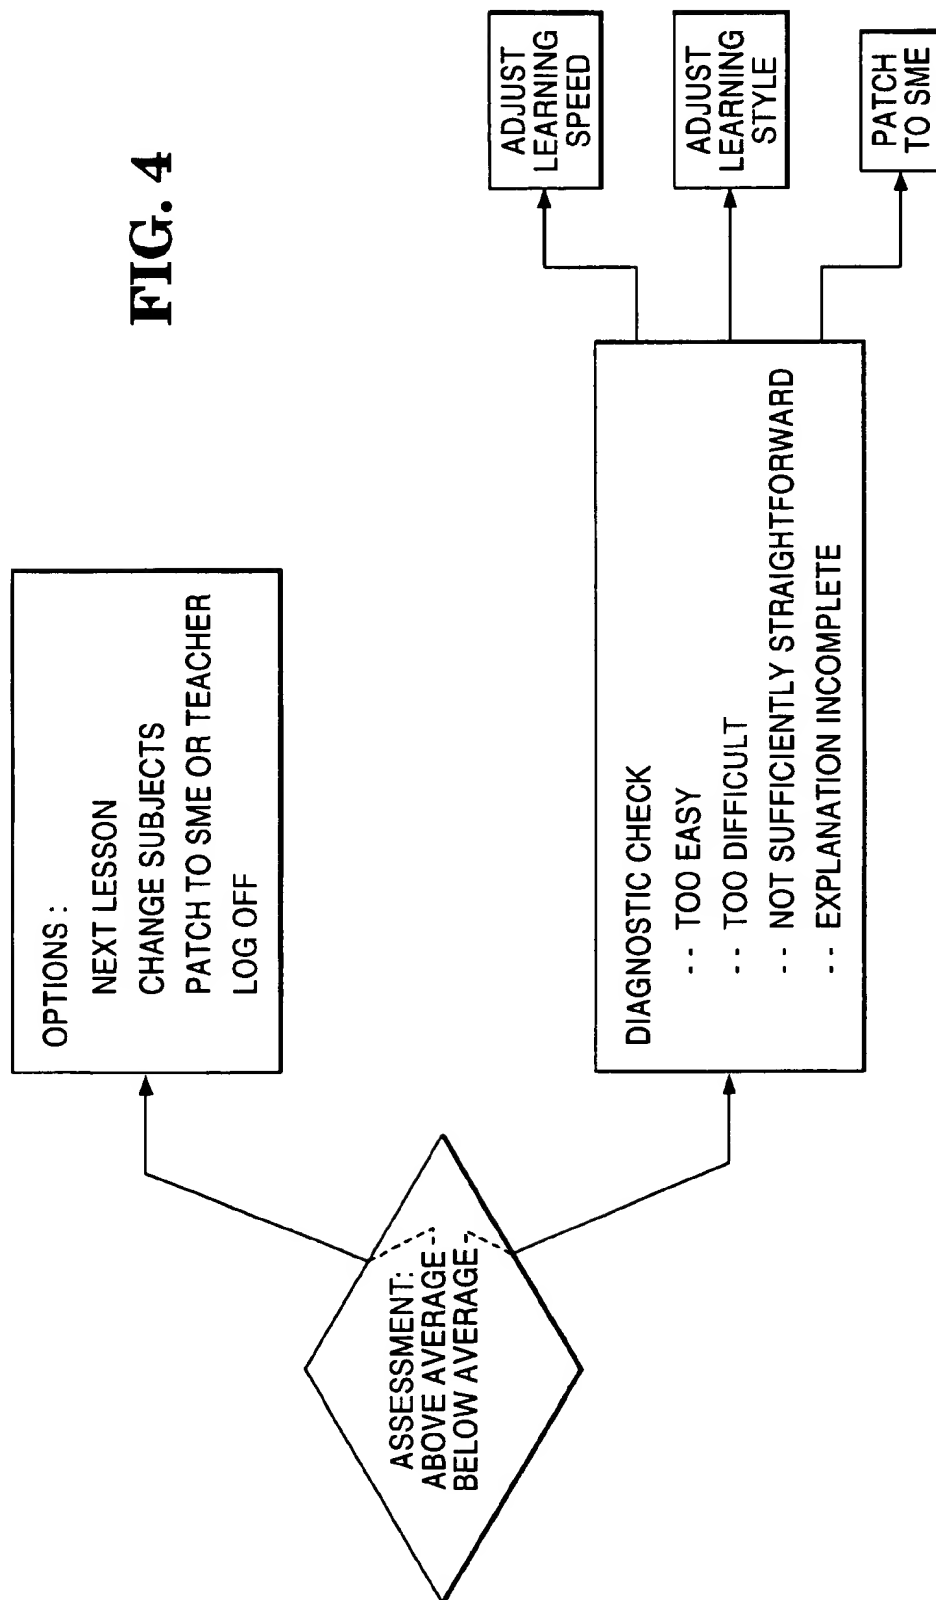 FIG. 4
ASSESSMENT:
ABOVE AVERAGE
BELOW AVERAGE
OPTIONS :
NEXT LESSON
CHANGE SUBJECTS
PATCH TO SME OR TEACHER
LOG OFF
DIAGNOSTIC CHECK
-- TOO EASY
-- TOO DIFFICULT
-- NOT SUFFICIENTLY STRAIGHTFORWARD
-- EXPLANATION INCOMPLETE
ADJUST
LEARNING
SPEED
ADJUST
LEARNING
STYLE
PATCH
TO SME